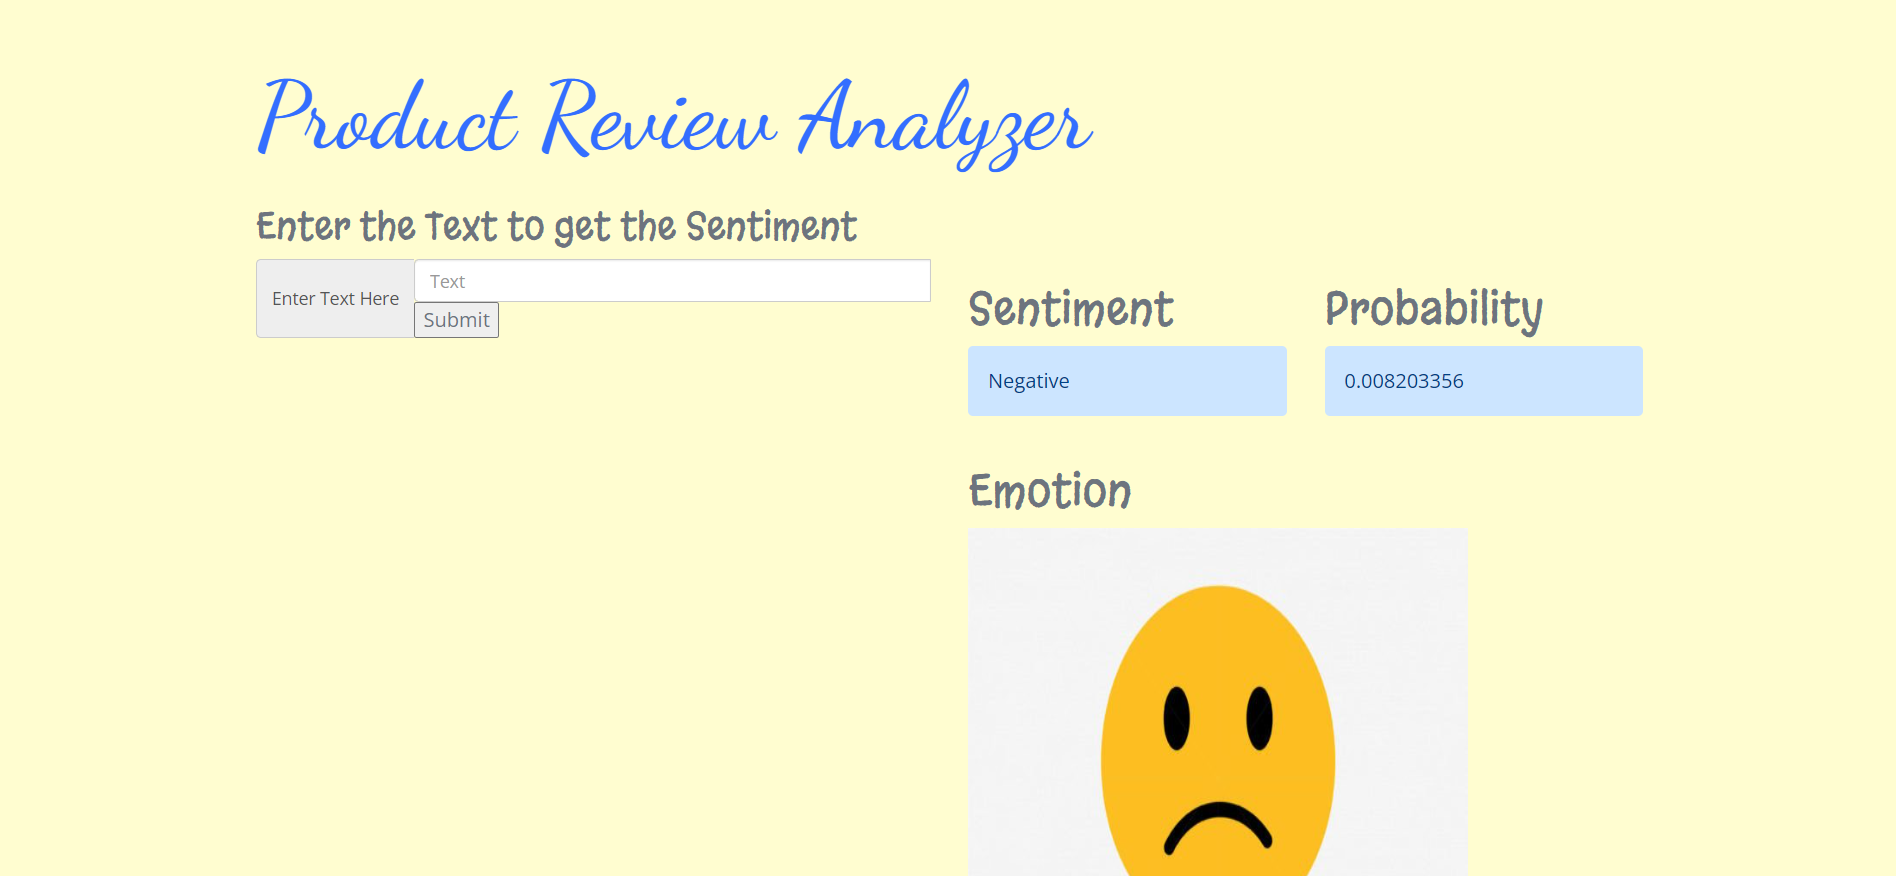 Product Review Analyzer
Enter the Text to get the Sentiment
Enter Text Here
Text
Submit
Sentiment
Negative
Probability
0.008203356
Emotion